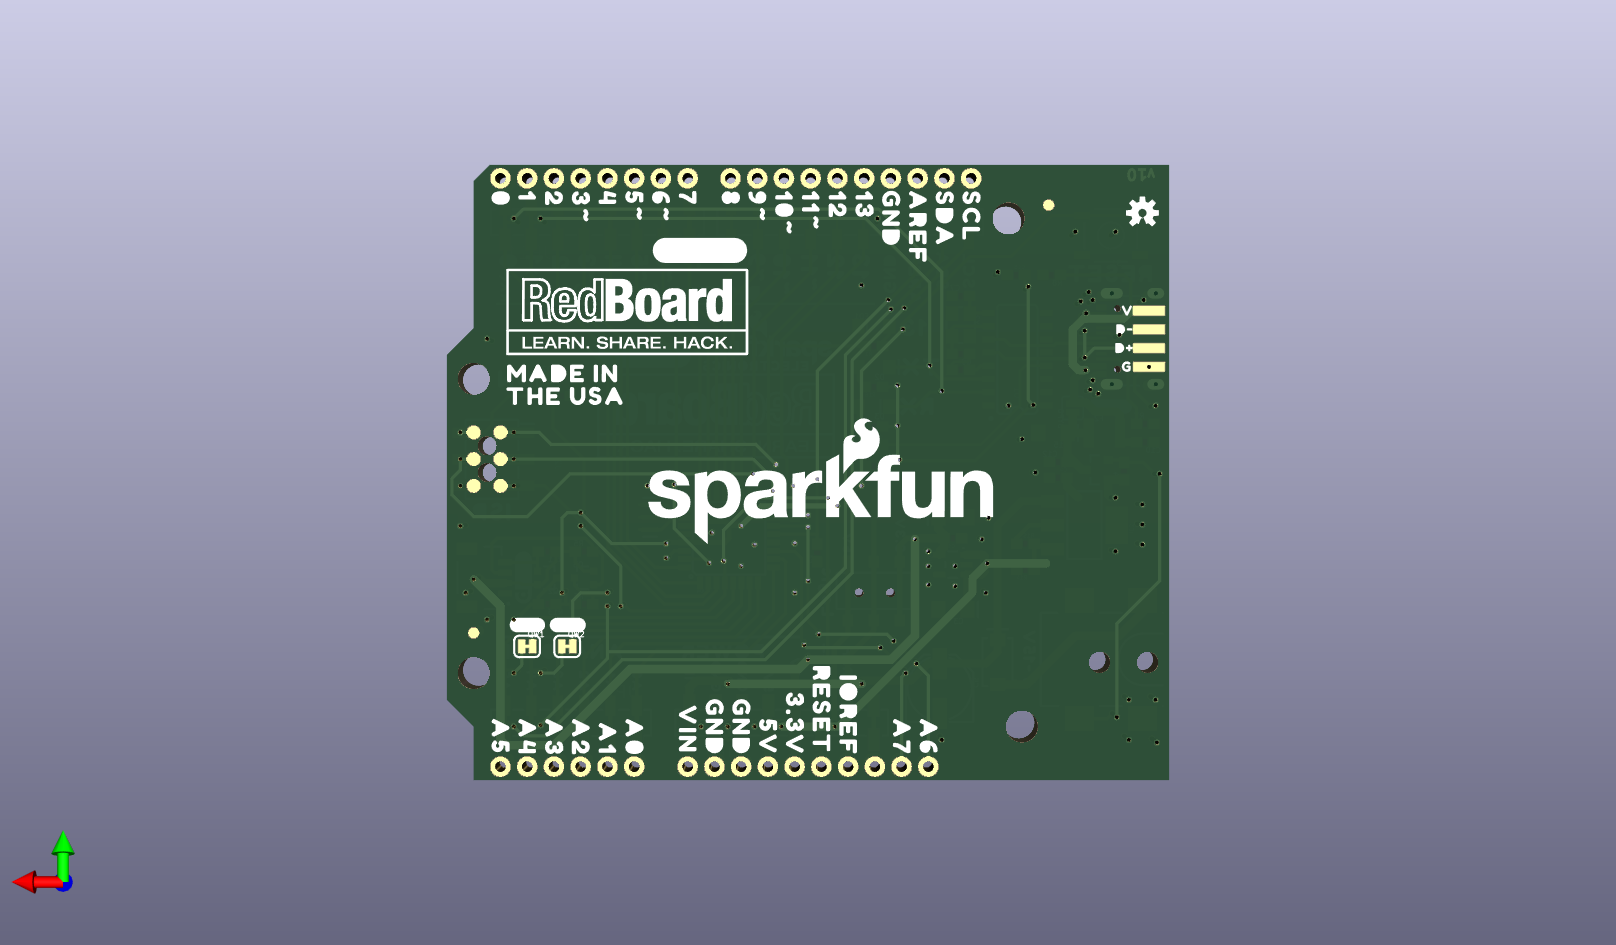 v10
0
1
2
3~
4
5~
6~
7
8
9~
10~
11~
12
13
GND
AREF
SDA
SCL
RedBoard
LEARN. SHARE. HACK.
V
D-
D+
G
MADE IN
THE USA
sparkfun
A5
A4
A3
A2
A1
A0
VIN
GND
GND
5V
3.3V
RESET
IOREF
A7
A6